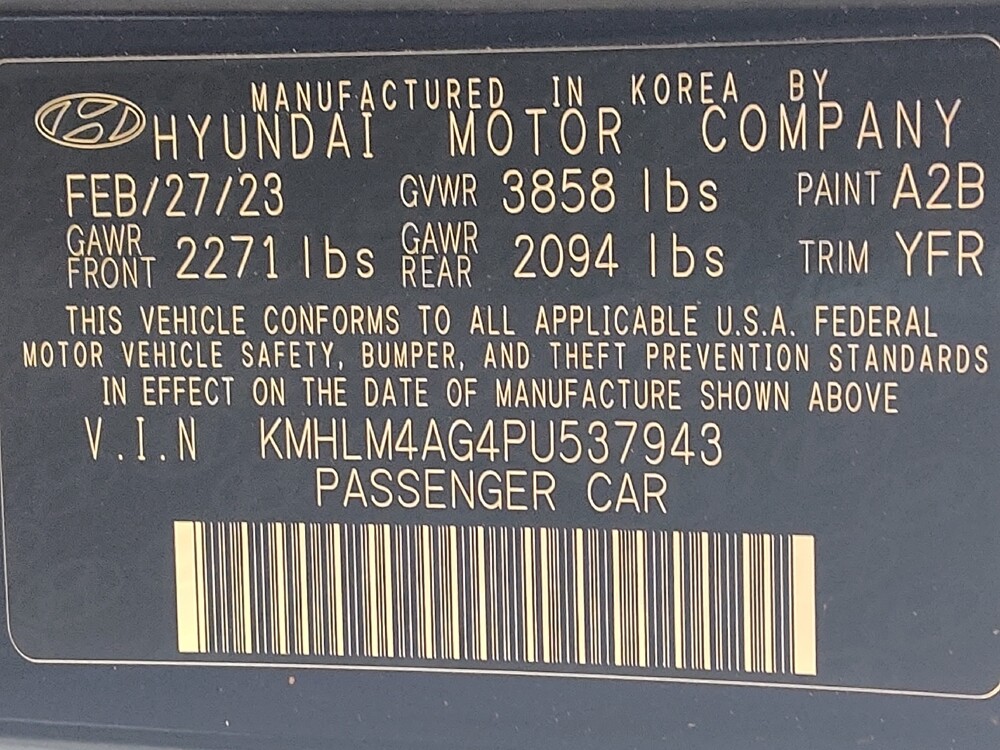 MANUFACTURED IN KOREA BY
HYUNDAI MOTOR COMPANY
FEB/27/23 GVWR 3858 lbs PAINT A2B
GAWR FRONT 2271 lbs GAWR REAR 2094 lbs TRIM YFR
THIS VEHICLE CONFORMS TO ALL APPLICABLE U.S.A. FEDERAL
MOTOR VEHICLE SAFETY, BUMPER, AND THEFT PREVENTION STANDARDS
IN EFFECT ON THE DATE OF MANUFACTURE SHOWN ABOVE
V.I.N KMHLM4AG4PU537943
PASSENGER CAR